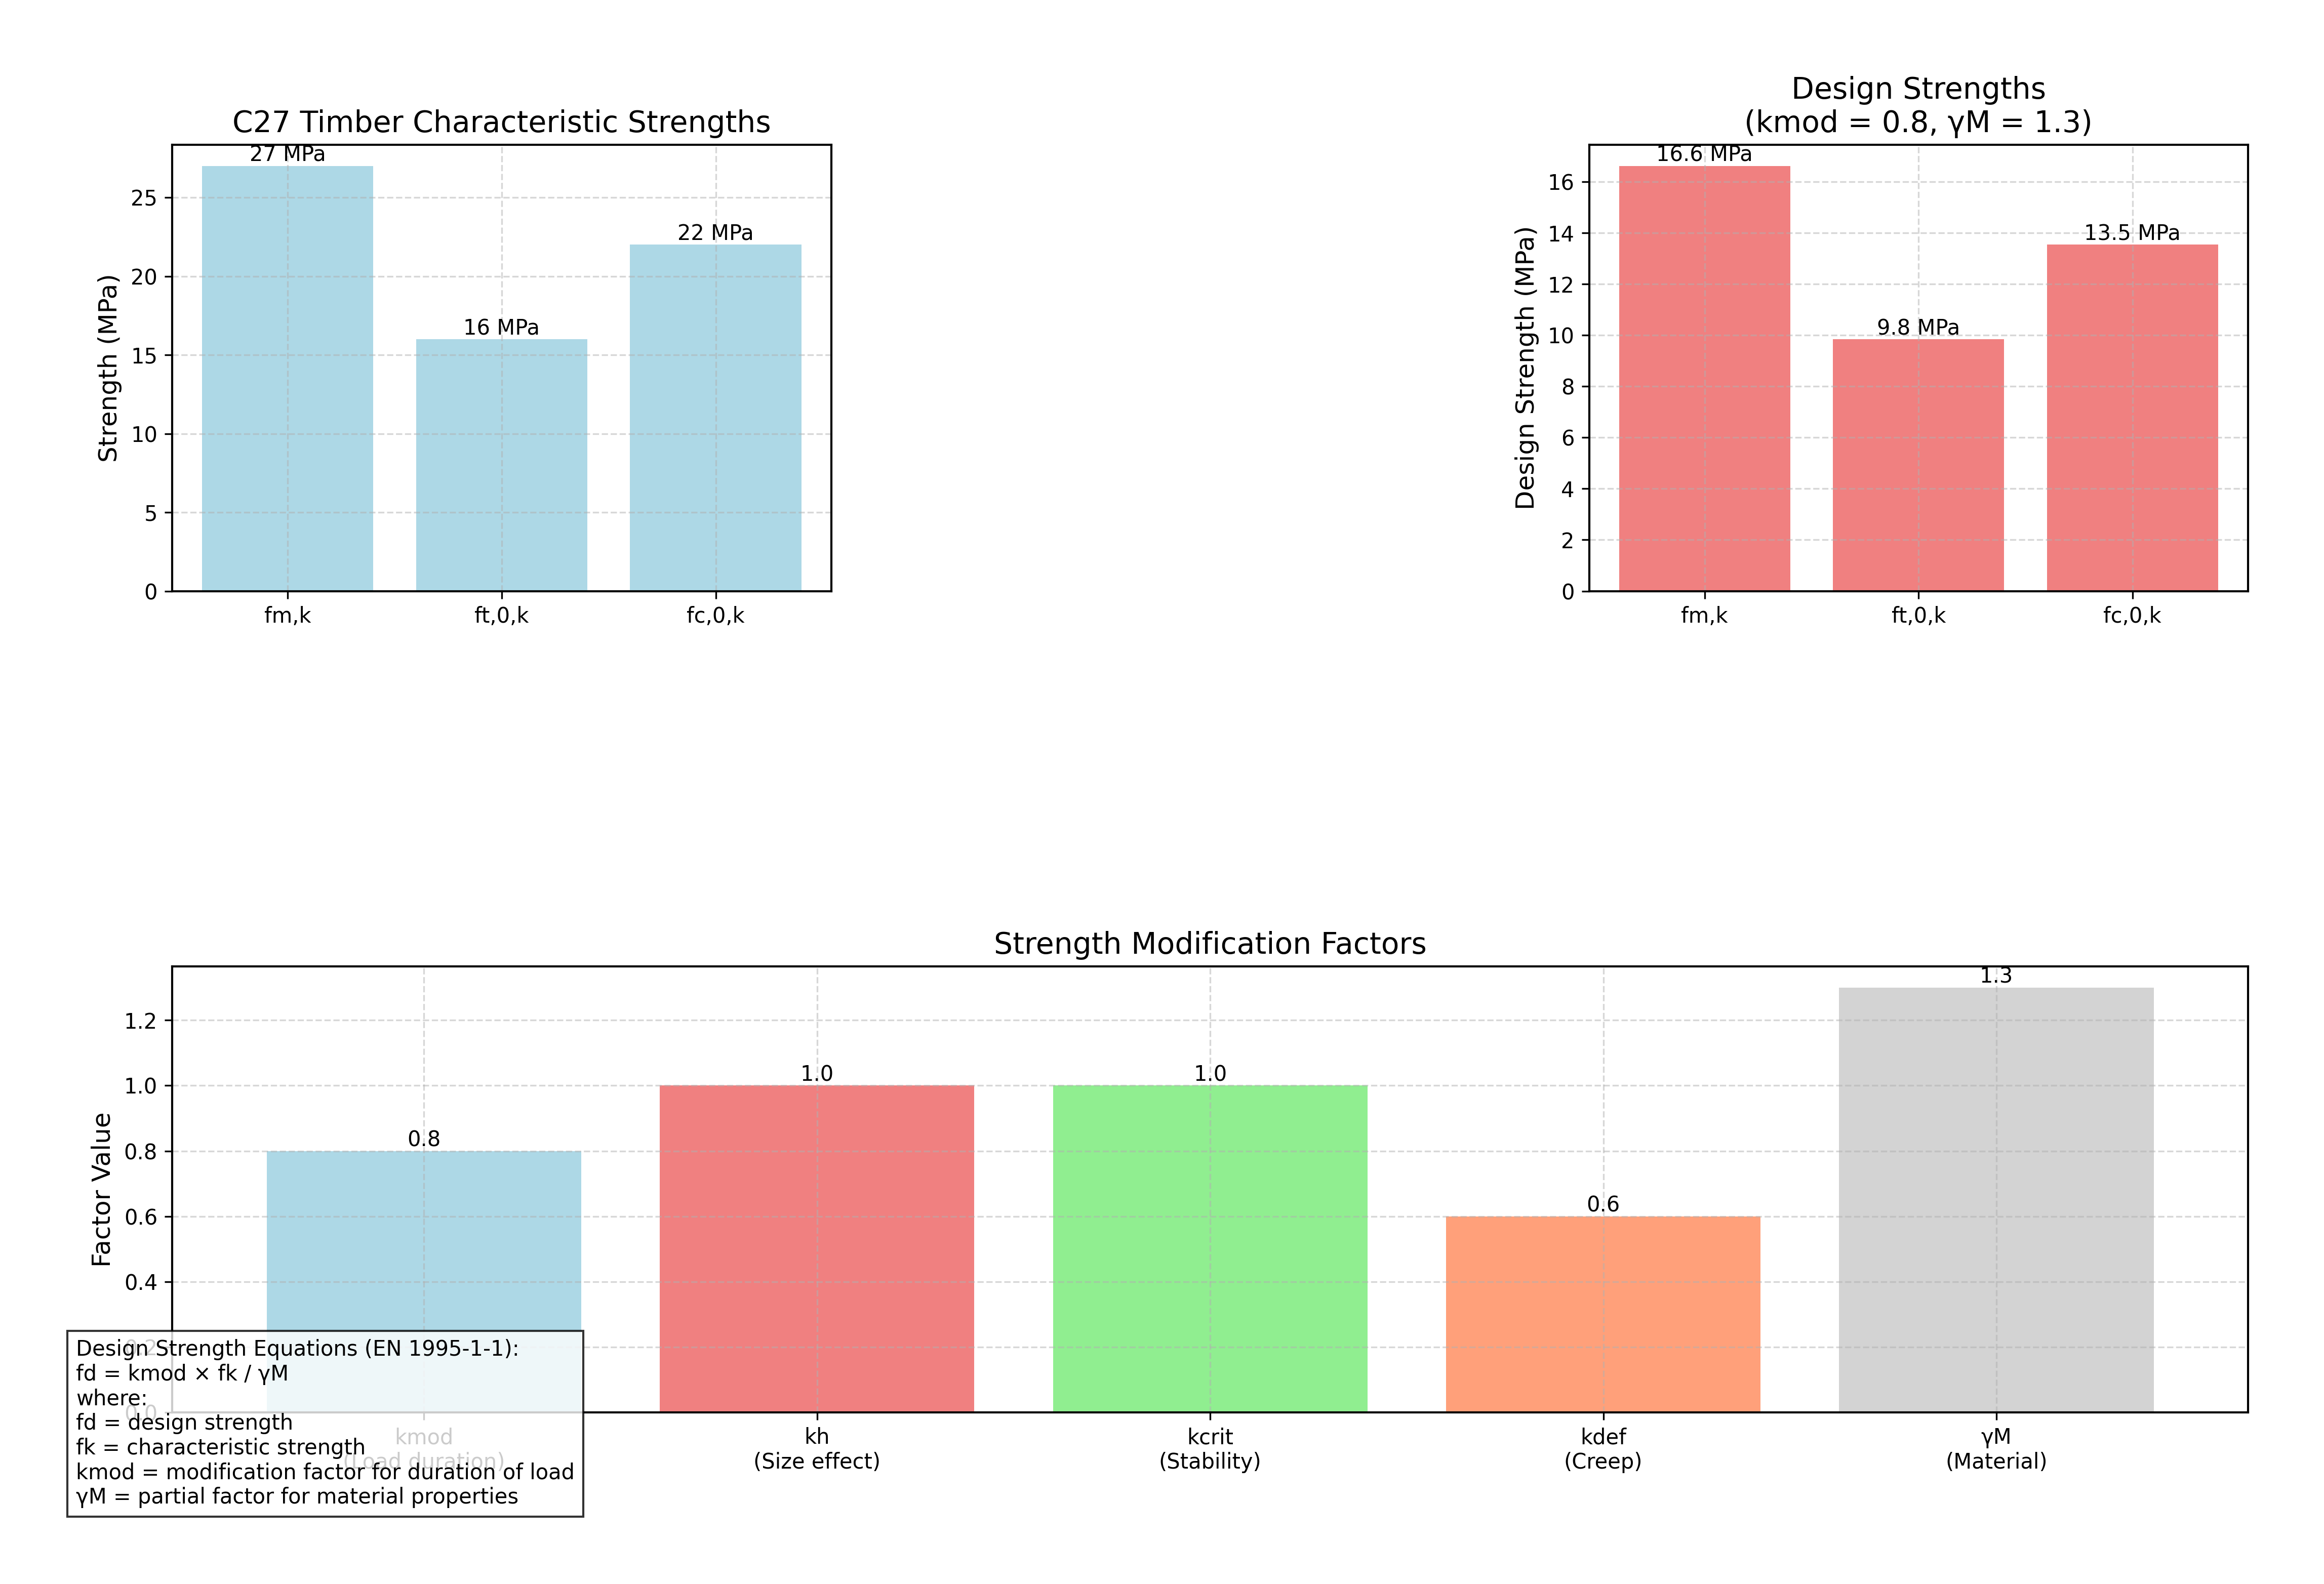 C27 Timber Characteristic Strengths
Strength (MPa)
25
20
15
10
5
0
27 MPa
16 MPa
22 MPa
fm,k
ft,0,k
fc,0,k
Design Strengths
(kmod = 0.8, γM = 1.3)
Design Strength (MPa)
16
14
12
10
8
6
4
2
0
16.6 MPa
9.8 MPa
13.5 MPa
fm,k
ft,0,k
fc,0,k
Strength Modification Factors
Factor Value
1.2
1.0
0.8
0.6
0.4
0.2
0.0
0.8
1.0
1.0
0.6
1.3
kmod
(Load duration)
kh
(Size effect)
kcrit
(Stability)
kdef
(Creep)
γM
(Material)
Design Strength Equations (EN 1995-1-1):
fd = kmod × fk / γM
where:
fd = design strength
fk = characteristic strength
kmod = modification factor for duration of load
γM = partial factor for material properties